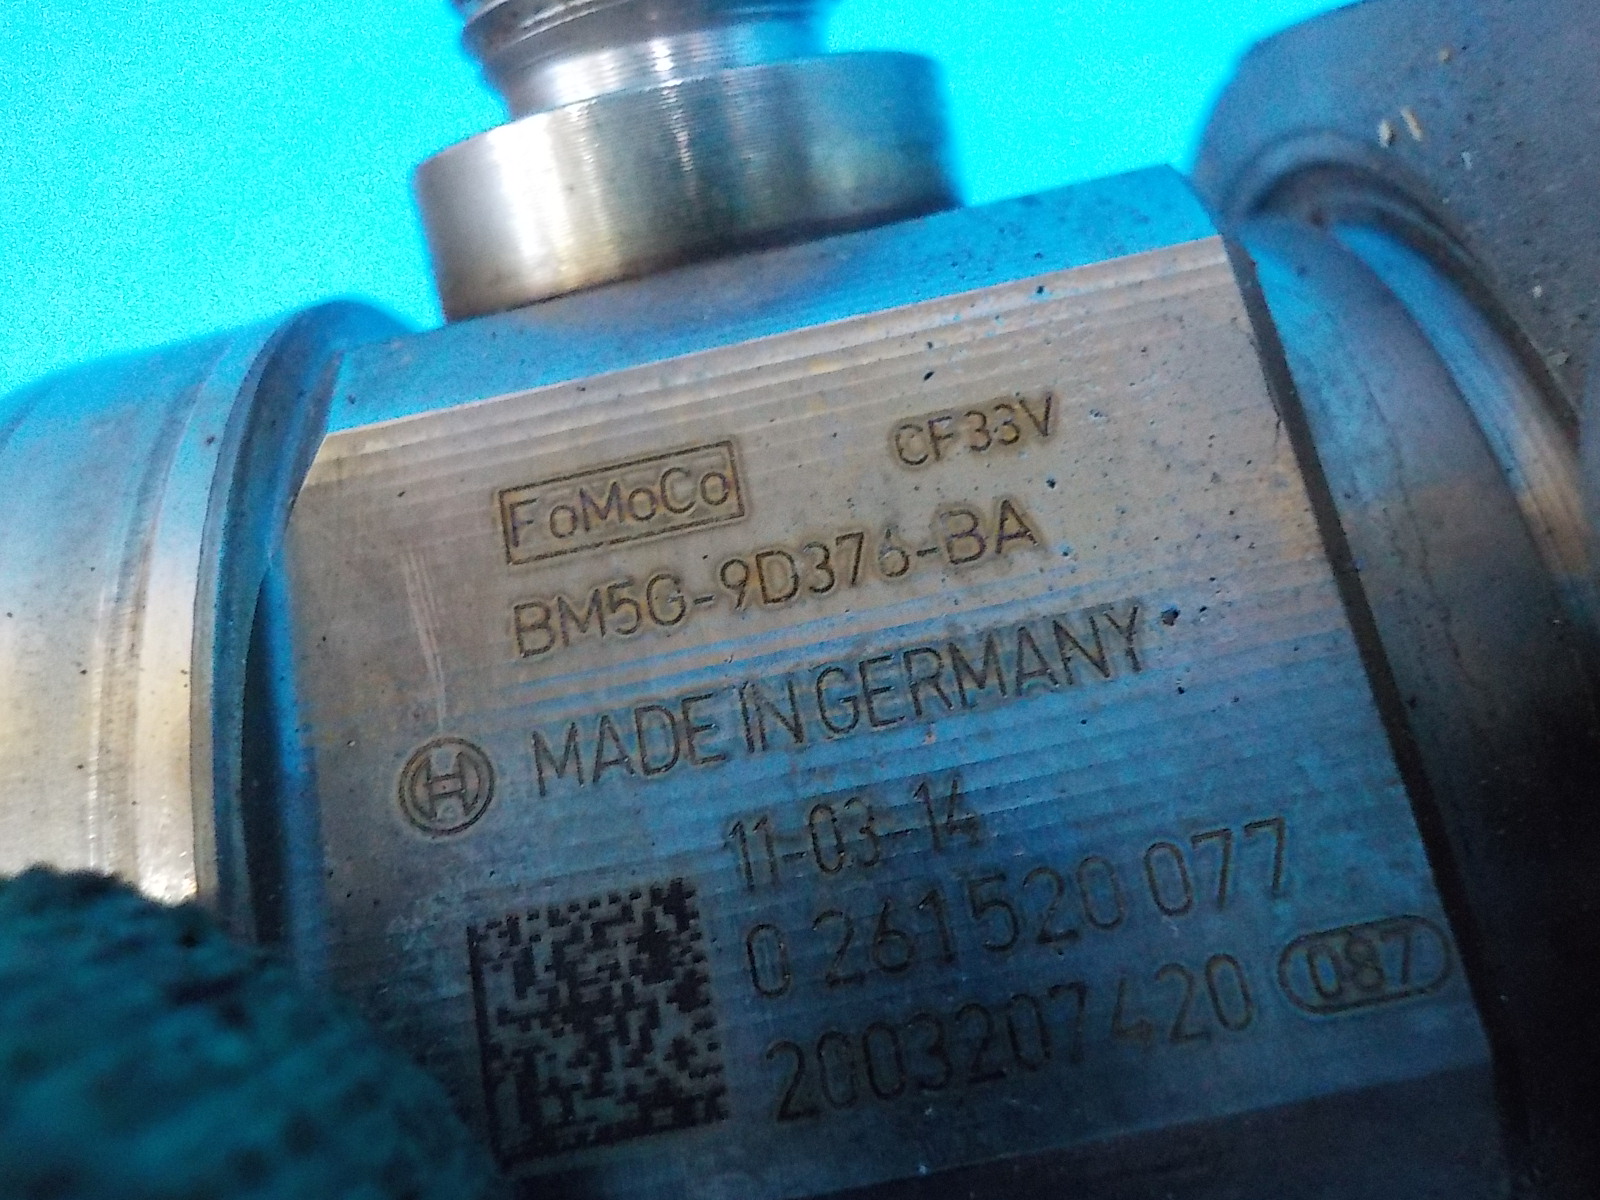 FoMoCo CF33V
BM5G-9D376-BA
MADE IN GERMANY
11-03-14
0 261 520 077
2003207420 087